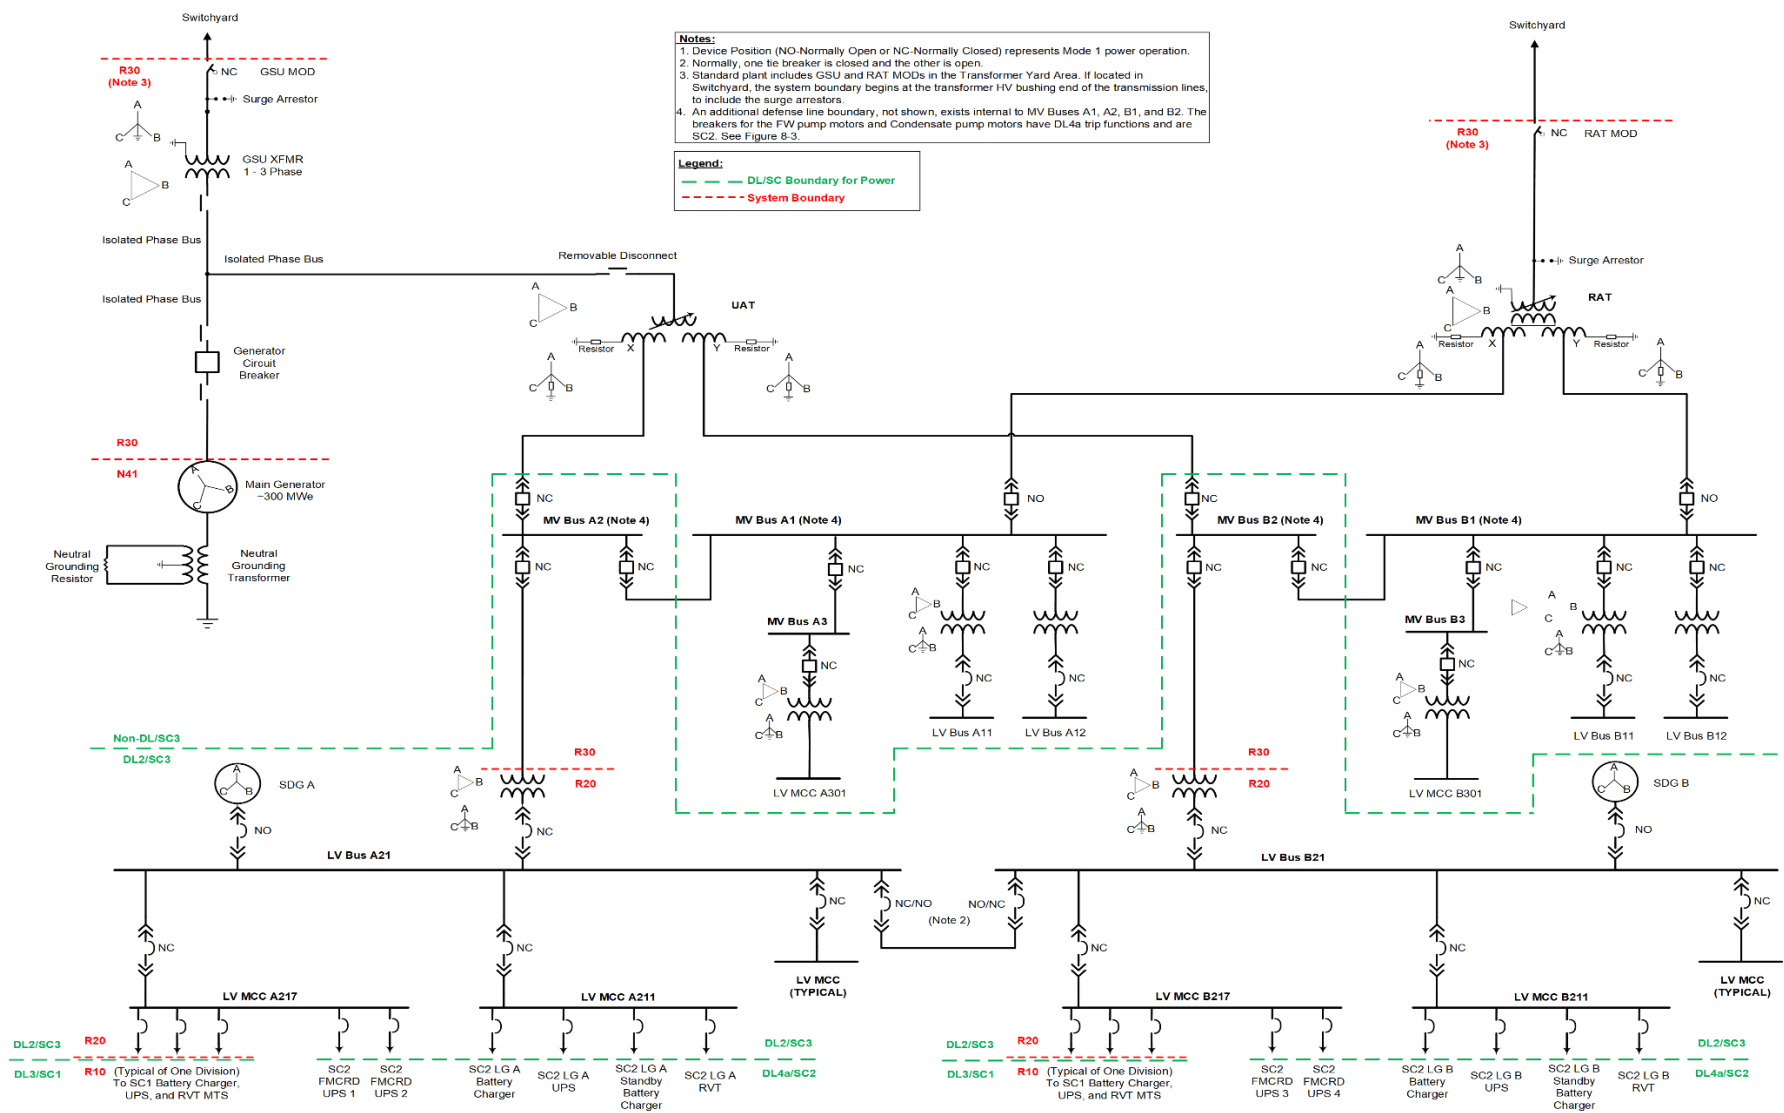 Switchyard
R30
(Note 3)
NC
GSU MOD
Surge Arrestor
A
C
B
GSU XFMR
1 - 3 Phase
A
B
C
Isolated Phase Bus
Isolated Phase Bus
Isolated Phase Bus
Generator
Circuit
Breaker
R30
N41
A
B
C
Main Generator
~300 MWe
Neutral
Grounding
Resistor
Neutral
Grounding
Transformer
Notes:
1. Device Position (NO-Normally Open or NC-Normally Closed) represents Mode 1 power operation.
2. Normally, one tie breaker is closed and the other is open.
3. Standard plant includes GSU and RAT MODs in the Transformer Yard Area. If located in
Switchyard, the system boundary begins at the transformer HV bushing end of the transmission lines,
to include the surge arrestors.
4. An additional defense line boundary, not shown, exists internal to MV Buses A1, A2, B1, and B2. The
breakers for the FW pump motors and Condensate pump motors have DL4a trip functions and are
SC2. See Figure 8-3.
Legend:
DL/SC Boundary for Power
System Boundary
Switchyard
R30
(Note 3)
NC
RAT MOD
Surge Arrestor
A
C
B
A
B
C
RAT
Resistor
X
Y
Resistor
A
C
B
A
C
B
Removable Disconnect
A
B
C
UAT
Resistor
X
Y
Resistor
A
C
B
A
C
B
NC
NO
NC
NO
MV Bus A2 (Note 4)
MV Bus A1 (Note 4)
MV Bus B2 (Note 4)
MV Bus B1 (Note 4)
NC
NC
NC
NC
NC
NC
NC
NC
NC
NC
MV Bus A3
MV Bus B3
A
B
C
A
C
B
A
B
C
A
C
B
NC
NC
NC
NC
NC
NC
A
B
C
A
C
B
A
B
C
A
C
B
LV Bus A11
LV Bus A12
LV Bus B11
LV Bus B12
LV MCC A301
LV MCC B301
Non-DL/SC3
DL2/SC3
R30
R20
R30
R20
A
C
B
SDG A
A
B
C
A
C
B
A
B
C
A
C
B
A
C
B
SDG B
NO
NC
NC
NO
LV Bus A21
LV Bus B21
NC
NC/NO
NO/NC
(Note 2)
NC
NC
NC
NC
NC
LV MCC
(TYPICAL)
LV MCC
(TYPICAL)
LV MCC A217
LV MCC A211
LV MCC B217
LV MCC B211
DL2/SC3
R20
DL2/SC3
DL2/SC3
R20
DL2/SC3
DL3/SC1
R10
(Typical of One Division)
To SC1 Battery Charger,
UPS, and RVT MTS
SC2
FMCRD
UPS 1
SC2
FMCRD
UPS 2
SC2 LG A
Battery
Charger
SC2 LG A
UPS
SC2 LG A
Standby
Battery
Charger
SC2 LG A
RVT
DL4a/SC2
DL3/SC1
R10
(Typical of One Division)
To SC1 Battery Charger,
UPS, and RVT MTS
SC2
FMCRD
UPS 3
SC2
FMCRD
UPS 4
SC2 LG B
Battery
Charger
SC2 LG B
UPS
SC2 LG B
Standby
Battery
Charger
SC2 LG B
RVT
DL4a/SC2